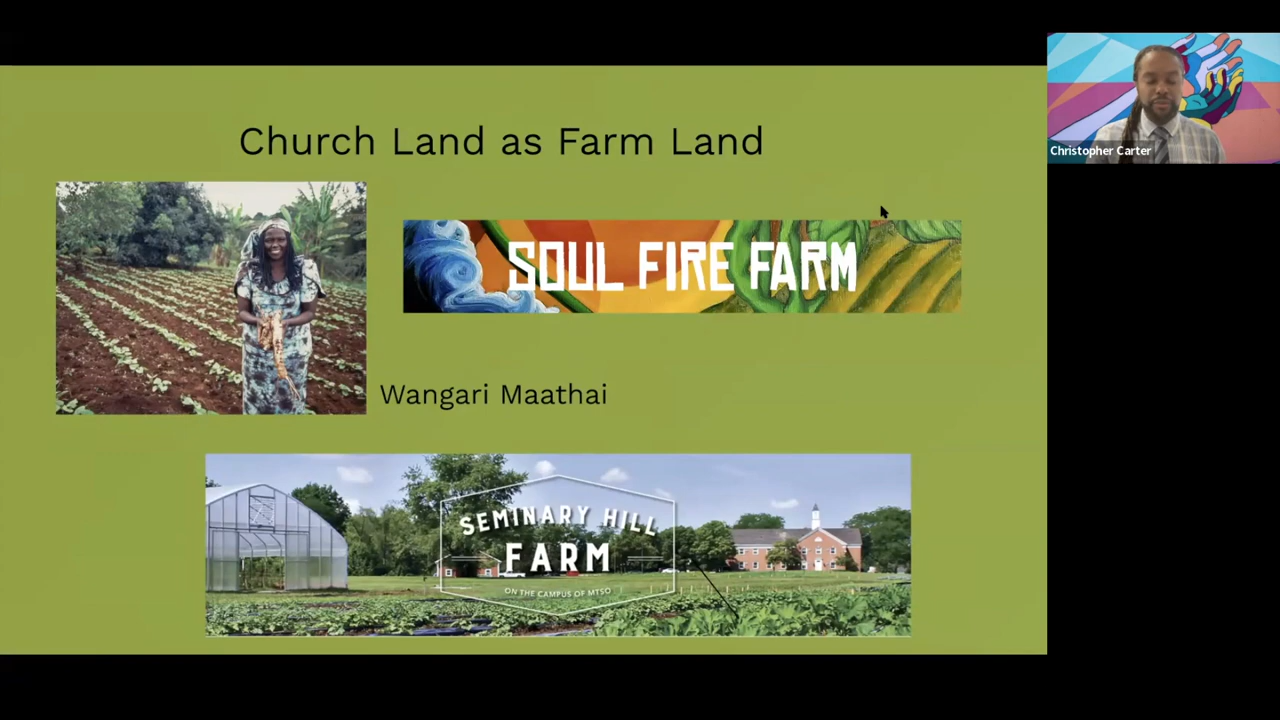 Church Land as Farm Land
Christopher Carter
SOUL FIRE FARM
Wangari Maathai
SEMINARY HILL
FARM
ON THE CAMPUS OF MTSO